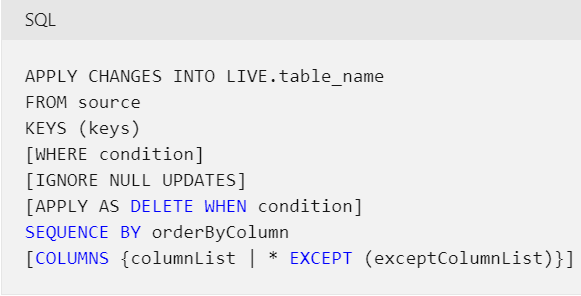 SQL
APPLY CHANGES INTO LIVE.table_name
FROM source
KEYS (keys)
[WHERE condition]
[IGNORE NULL UPDATES]
[APPLY AS DELETE WHEN condition]
SEQUENCE BY orderByColumn
[COLUMNS {columnList | * EXCEPT (exceptColumnList)}]